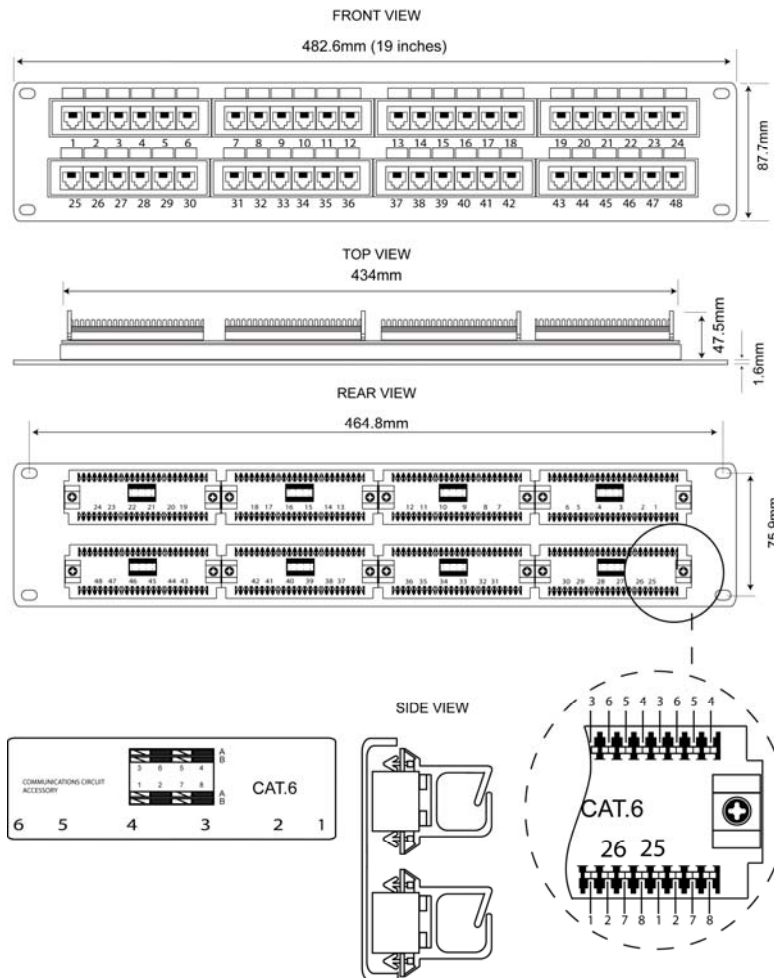 FRONT VIEW
482.6mm (19 inches)
1 2 3 4 5 6 7 8 9 10 11 12 13 14 15 16 17 18 19 20 21 22 23 24
87.7mm
25 26 27 28 29 30 31 32 33 34 35 36 37 38 39 40 41 42 43 44 45 46 47 48
TOP VIEW
434mm
47.5mm
1.6mm
REAR VIEW
464.8mm
24 23 22 21 20 19 18 17 16 15 14 13 12 11 10 9 8 7 6 5 4 3 2 1
75.9mm
48 47 46 45 44 43 42 41 40 39 38 37 36 35 34 33 32 31 30 29 28 27 26 25
SIDE VIEW
A
B
3 6 5 4
COMMUNICATIONS CIRCUIT
ACCESSORY
1 2 7 8
CAT.6
A
B
6 5 4 3 2 1
3 6 5 4 3 6 5 4
CAT.6
26 25
1 2 7 8 1 2 7 8